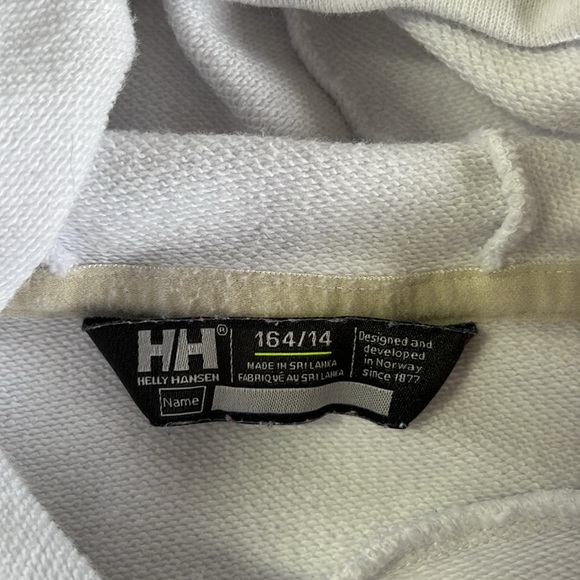 HH®
HELLY HANSEN
Name
164/14
MADE IN SRI LANKA
FABRIQUÉ AU SRI LANKA
Designed and
developed
in Norway
since 1877